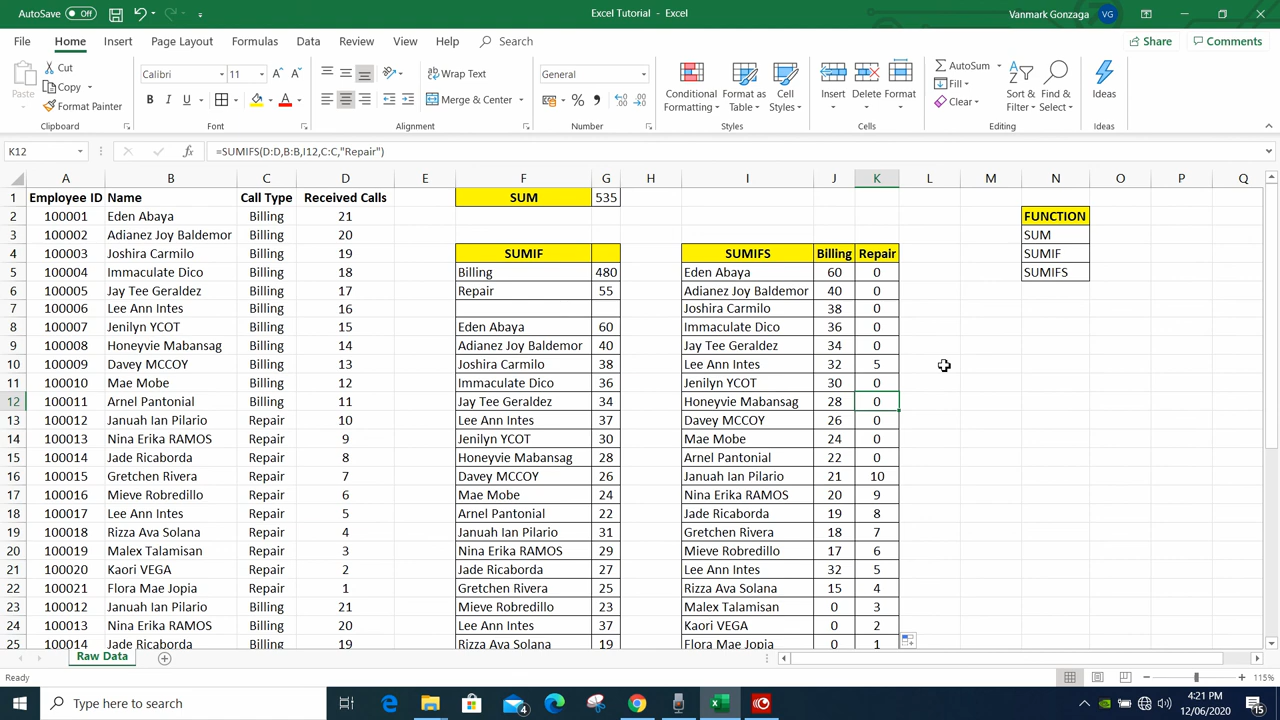 AutoSave Off Excel Tutorial - Excel Vanmark Gonzaga VG
File Home Insert Page Layout Formulas Data Review View Help Search Share Comments
Paste Cut Copy Format Painter Clipboard
Calibri 11 A A B I U A Font
Wrap Text Merge & Center Alignment
General % , Number
Conditional Formatting Format as Table Cell Styles Styles
Insert Delete Format Cells
AutoSum Fill Clear Sort & Filter Find & Select Editing
Ideas Ideas
K12 fx =SUMIFS(D:D,B:B,I12,C:C,"Repair")
A B C D E F G H I J K L M N O P Q
1 Employee ID Name Call Type Received Calls SUM 535
2 100001 Eden Abaya Billing 21 FUNCTION
3 100002 Adianez Joy Baldemor Billing 20 SUM
4 100003 Joshira Carmilo Billing 19 SUMIF SUMIFS Billing Repair SUMIF
5 100004 Immaculate Dico Billing 18 Billing 480 Eden Abaya 60 0 SUMIFS
6 100005 Jay Tee Geraldez Billing 17 Repair 55 Adianez Joy Baldemor 40 0
7 100006 Lee Ann Intes Billing 16 Joshira Carmilo 38 0
8 100007 Jenilyn YCOT Billing 15 Eden Abaya 60 Immaculate Dico 36 0
9 100008 Honeyvie Mabansag Billing 14 Adianez Joy Baldemor 40 Jay Tee Geraldez 34 0
10 100009 Davey MCCOY Billing 13 Joshira Carmilo 38 Lee Ann Intes 32 5
11 100010 Mae Mobe Billing 12 Immaculate Dico 36 Jenilyn YCOT 30 0
12 100011 Arnel Pantonial Billing 11 Jay Tee Geraldez 34 Honeyvie Mabansag 28 0
13 100012 Januah Ian Pilario Repair 10 Lee Ann Intes 37 Davey MCCOY 26 0
14 100013 Nina Erika RAMOS Repair 9 Jenilyn YCOT 30 Mae Mobe 24 0
15 100014 Jade Ricaborda Repair 8 Honeyvie Mabansag 28 Arnel Pantonial 22 0
16 100015 Gretchen Rivera Repair 7 Davey MCCOY 26 Januah Ian Pilario 21 10
17 100016 Mieve Robredillo Repair 6 Mae Mobe 24 Nina Erika RAMOS 20 9
18 100017 Lee Ann Intes Repair 5 Arnel Pantonial 22 Jade Ricaborda 19 8
19 100018 Rizza Ava Solana Repair 4 Januah Ian Pilario 31 Gretchen Rivera 18 7
20 100019 Malex Talamisan Repair 3 Nina Erika RAMOS 29 Mieve Robredillo 17 6
21 100020 Kaori VEGA Repair 2 Jade Ricaborda 27 Lee Ann Intes 32 5
22 100021 Flora Mae Jopia Repair 1 Gretchen Rivera 25 Rizza Ava Solana 15 4
23 100012 Januah Ian Pilario Billing 21 Mieve Robredillo 23 Malex Talamisan 0 3
24 100013 Nina Erika RAMOS Billing 20 Lee Ann Intes 37 Kaori VEGA 0 2
25 100014 Jade Ricaborda Billing 19 Rizza Ava Solana 19 Flora Mae Jopia 0 1
Raw Data
Ready 115%
Type here to search 4 4:21 PM
12/06/2020 15